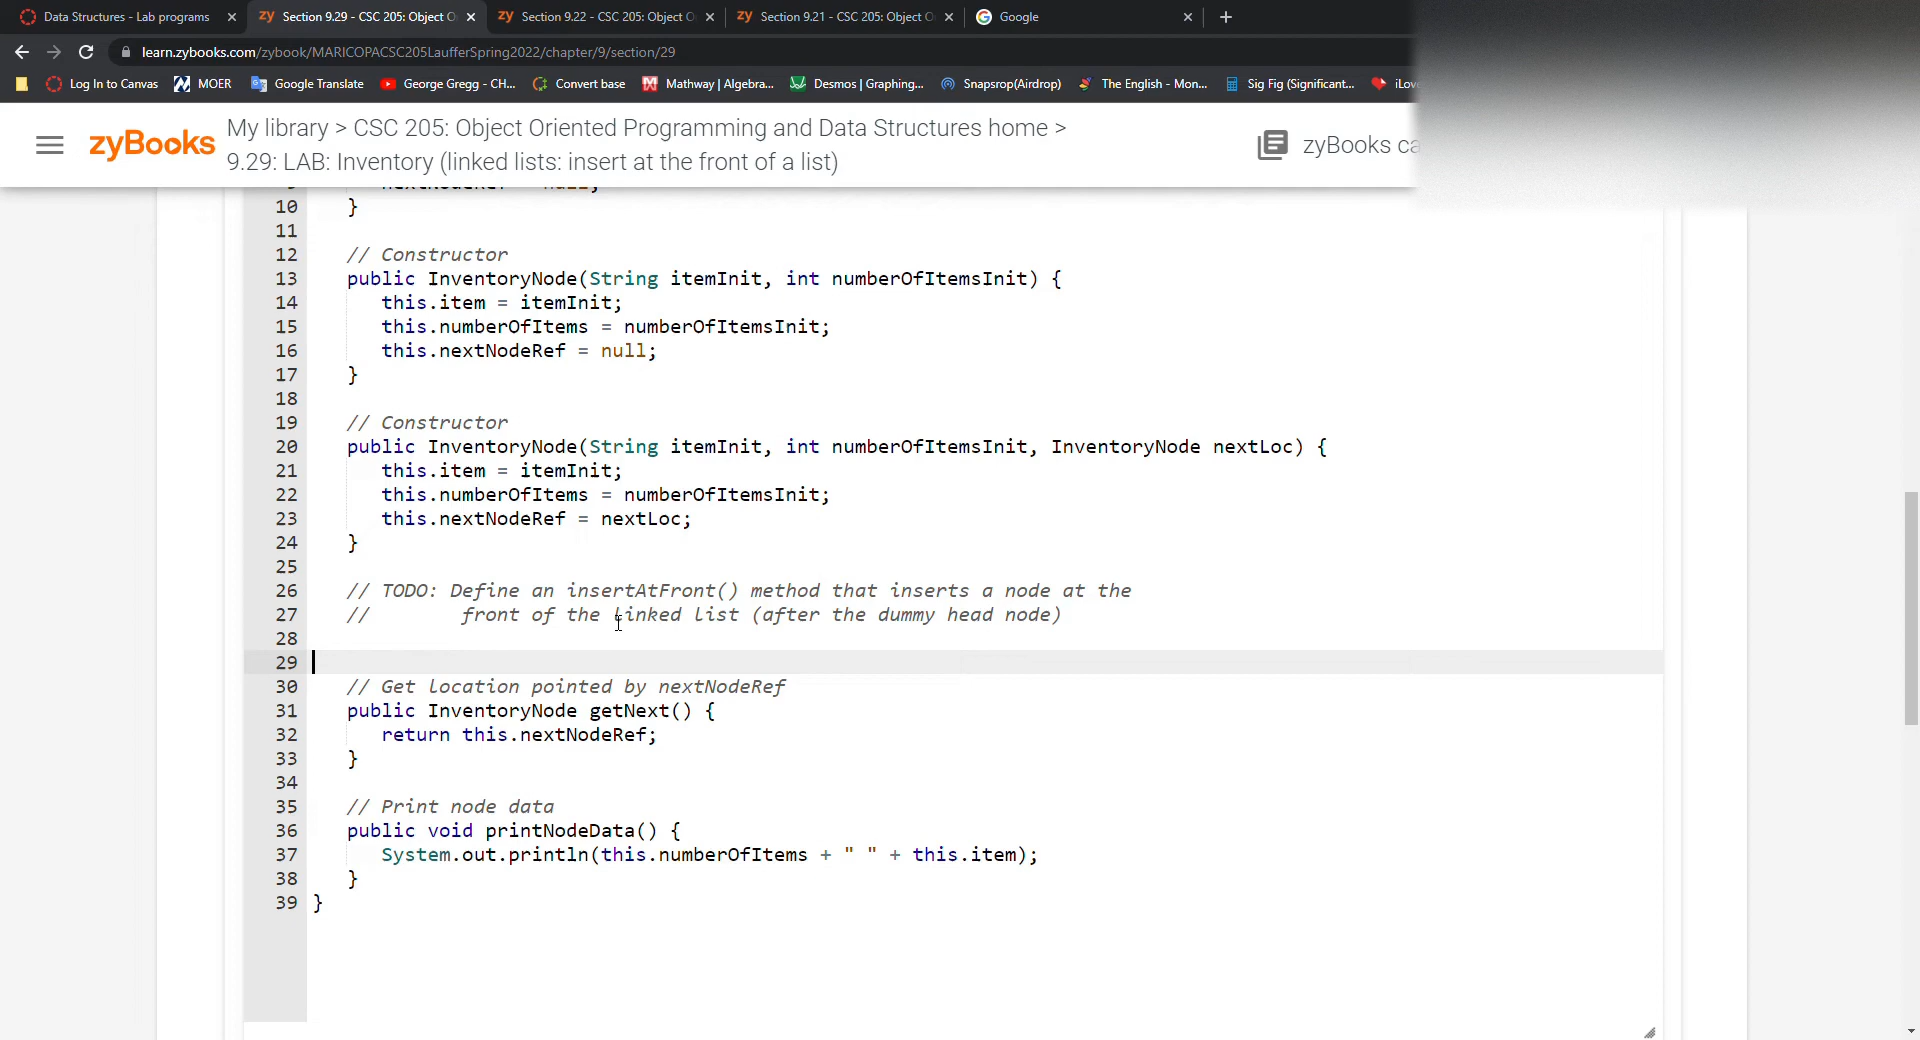 Data Structures - Lab programs
Section 9.29 - CSC 205: Object O
Section 9.22 - CSC 205: Object O
Section 9.21 - CSC 205: Object O
Google
learn.zybooks.com/zybook/MARICOPACSC205LaufferSpring2022/chapter/9/section/29
Log In to Canvas
MOER
Google Translate
George Gregg - CH...
Convert base
Mathway | Algebra...
Desmos | Graphing...
Snapsrop(Airdrop)
The English - Mon...
Sig Fig (Significant...
iLov
zyBooks
My library > CSC 205: Object Oriented Programming and Data Structures home >
9.29: LAB: Inventory (linked lists: insert at the front of a list)
zyBooks ca
10 }
11
12 // Constructor
13 public InventoryNode(String itemInit, int numberOfItemsInit) {
14 this.item = itemInit;
15 this.numberOfItems = numberOfItemsInit;
16 this.nextNodeRef = null;
17 }
18
19 // Constructor
20 public InventoryNode(String itemInit, int numberOfItemsInit, InventoryNode nextLoc) {
21 this.item = itemInit;
22 this.numberOfItems = numberOfItemsInit;
23 this.nextNodeRef = nextLoc;
24 }
25
26 // TODO: Define an insertAtFront() method that inserts a node at the
27 // front of the linked list (after the dummy head node)
28
29
30 // Get location pointed by nextNodeRef
31 public InventoryNode getNext() {
32 return this.nextNodeRef;
33 }
34
35 // Print node data
36 public void printNodeData() {
37 System.out.println(this.numberOfItems + " " + this.item);
38 }
39 }